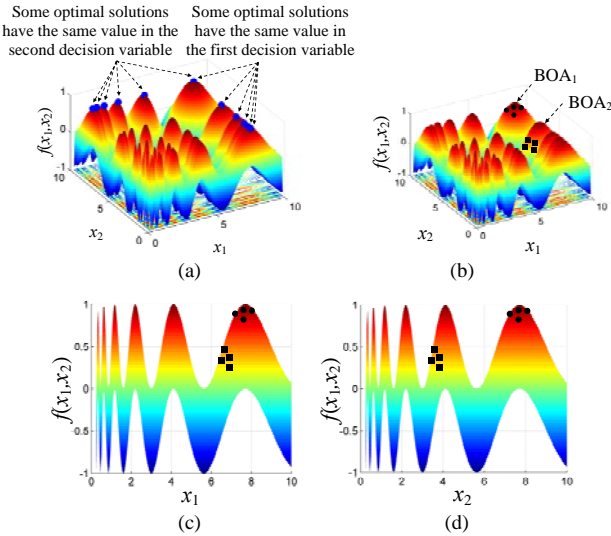 Some optimal solutions
have the same value in the
second decision variable
Some optimal solutions
have the same value in
the first decision variable
f(x1,x2)
1
0
-1
10
5
0
x2
0
5
10
x1
(a)
BOA1
BOA2
f(x1,x2)
1
0
-1
10
5
0
x2
0
5
10
x1
(b)
f(x1,x2)
1
0.5
0
-0.5
-1
0
2
4
6
8
10
x1
(c)
f(x1,x2)
1
0.5
0
-0.5
-1
0
2
4
6
8
10
x2
(d)